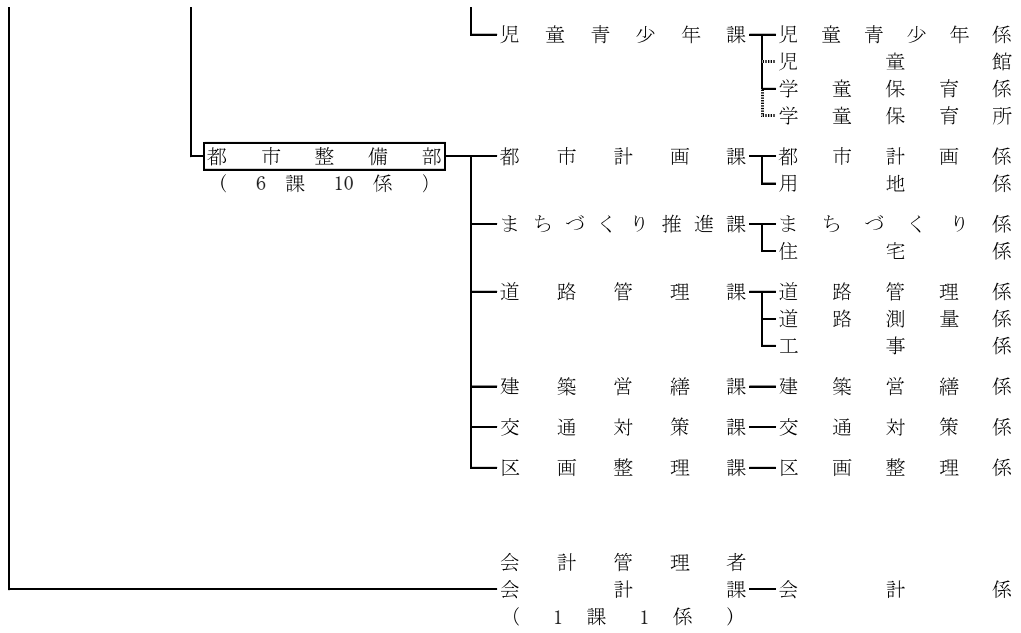 児童青少年課 児童青少年係
児童館
学童保育係
学童保育所
都市整備部 都市計画課 都市計画係
(6課10係) 用地係
まちづくり推進課 まちづくり係
住宅係
道路管理課 道路管理係
道路測量係
工事係
建築営繕課 建築営繕係
交通対策課 交通対策係
区画整理課 区画整理係
会計管理者
会計課 会計係
(1課1係)